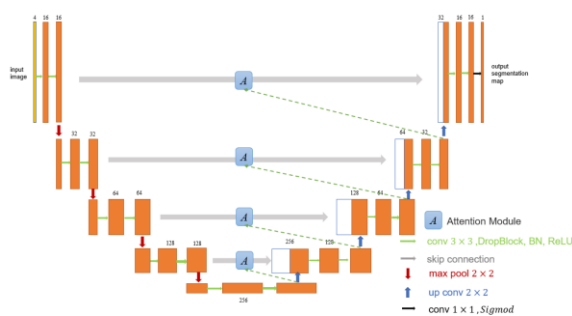 4 16 16
32 16 16 1
input
image
output
segmentation
map
A
32 32
64 32
A
64 64
128 64
A
128 128
256 128
A
256
A Attention Module
conv 3 × 3 ,DropBlock, BN, ReLU
skip connection
max pool 2 × 2
up conv 2 × 2
conv 1 × 1 , Sigmod